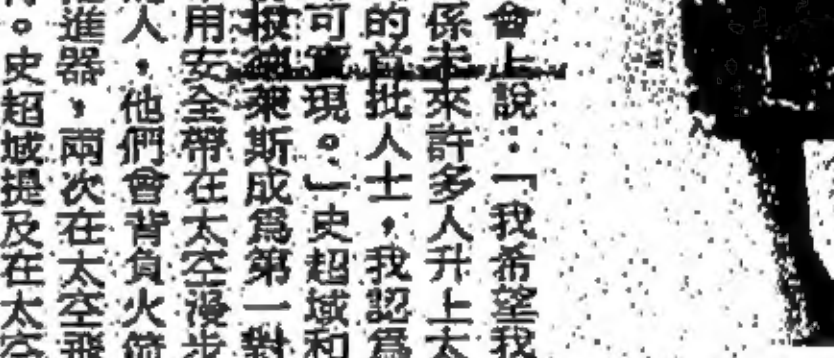 會上說：「我希望我
係未來許多人升上太
的首批人士，我認爲
可實現。」史超域和
萊斯成爲第一對
用安全帶在太空漫步
人，他們會背負火箭
進器，兩次在太空飛
。史超域提及在太空